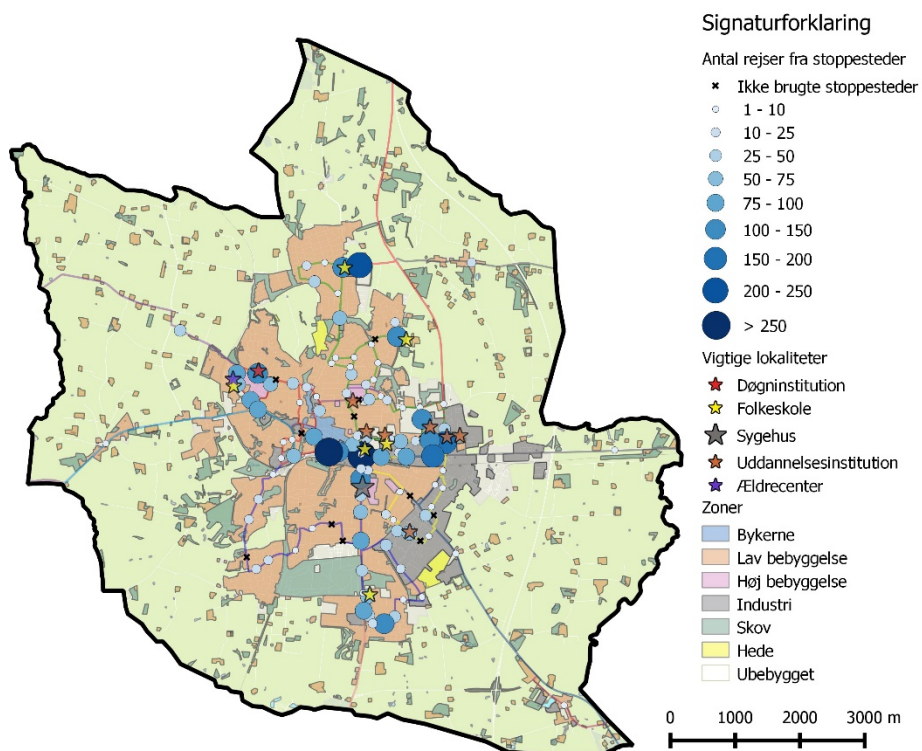 Signaturforklaring
Antal rejser fra stoppesteder
Ikke brugte stoppesteder
1 - 10
10 - 25
25 - 50
50 - 75
75 - 100
100 - 150
150 - 200
200 - 250
> 250
Vigtige lokaliteter
Døgninstitution
Folkeskole
Sygehus
Uddannelsesinstitution
Ældrecenter
Zoner
Bykerne
Lav bebyggelse
Høj bebyggelse
Industri
Skov
Hede
Ubebygget
0 1000 2000 3000 m